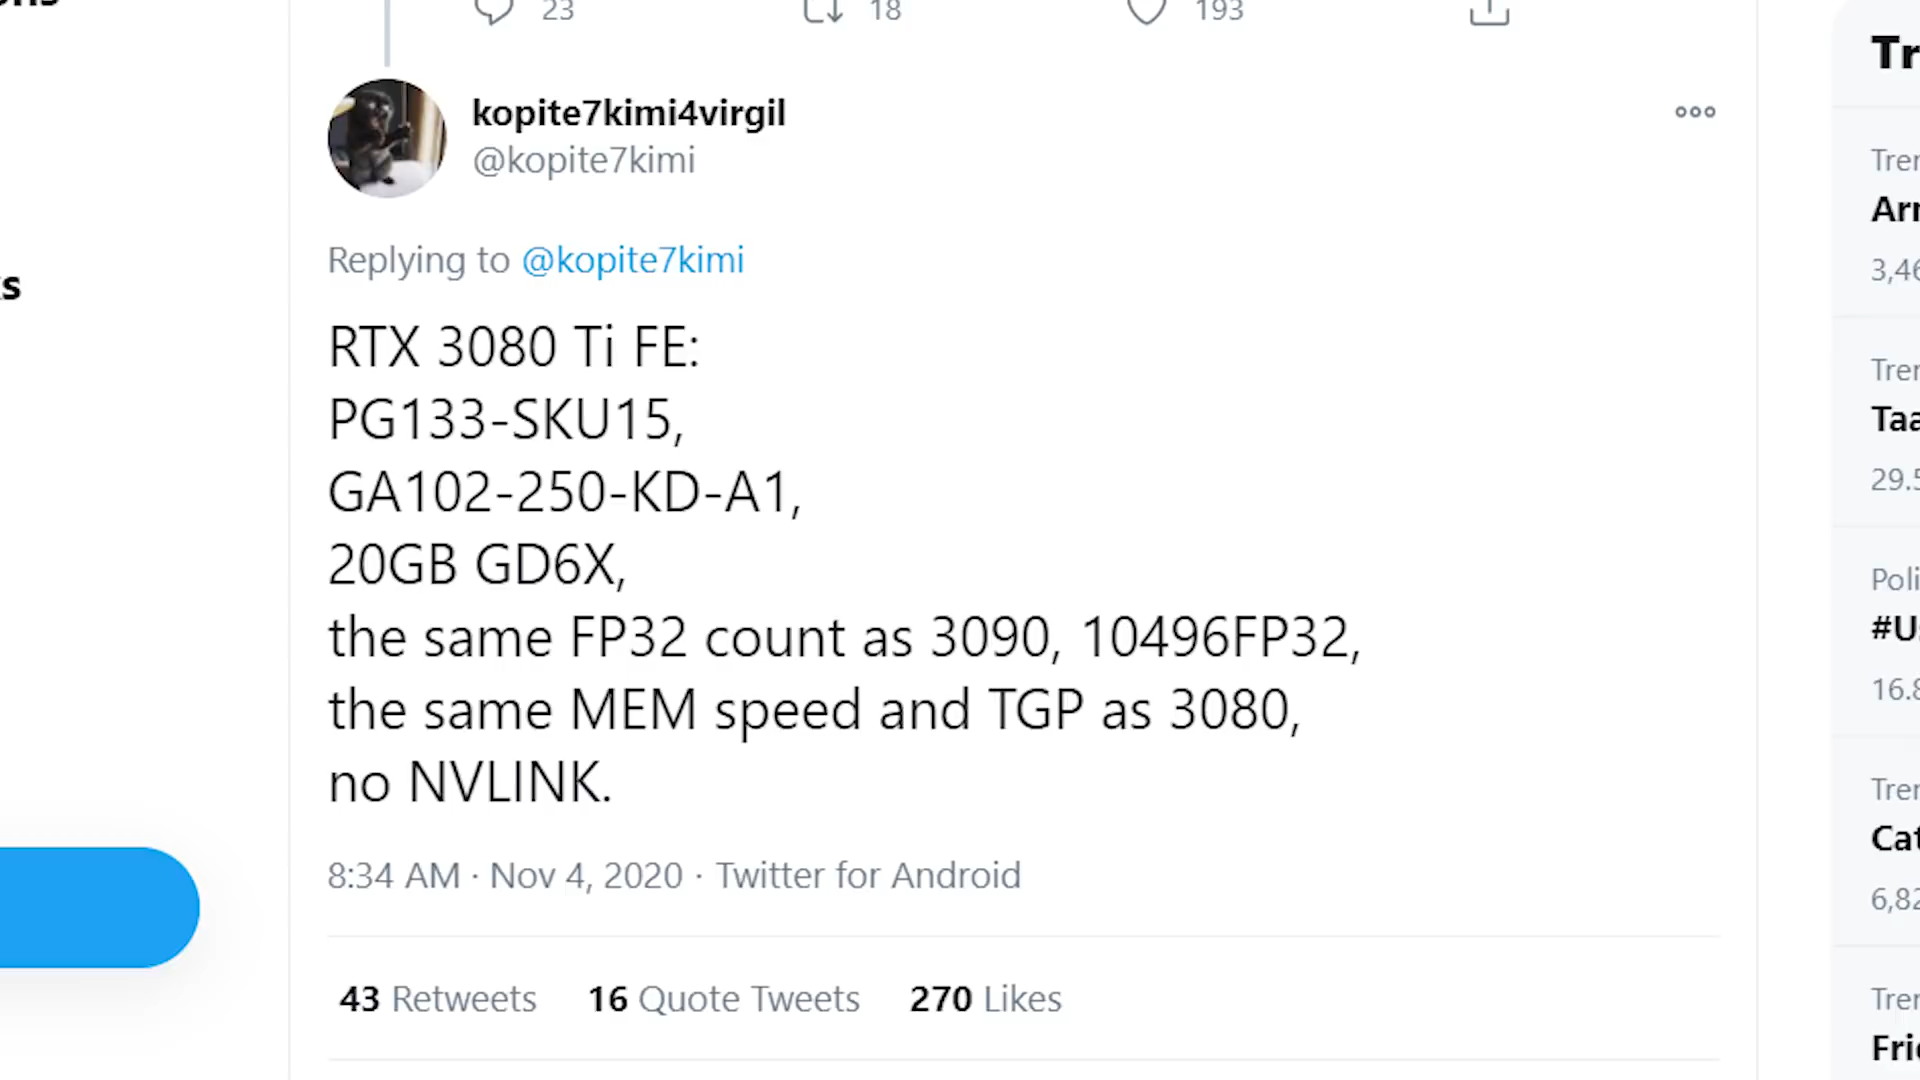 23 18 193
kopite7kimi4virgil
@kopite7kimi
Replying to @kopite7kimi
RTX 3080 Ti FE:
PG133-SKU15,
GA102-250-KD-A1,
20GB GD6X,
the same FP32 count as 3090, 10496FP32,
the same MEM speed and TGP as 3080,
no NVLINK.
8:34 AM · Nov 4, 2020 · Twitter for Android
43 Retweets 16 Quote Tweets 270 Likes